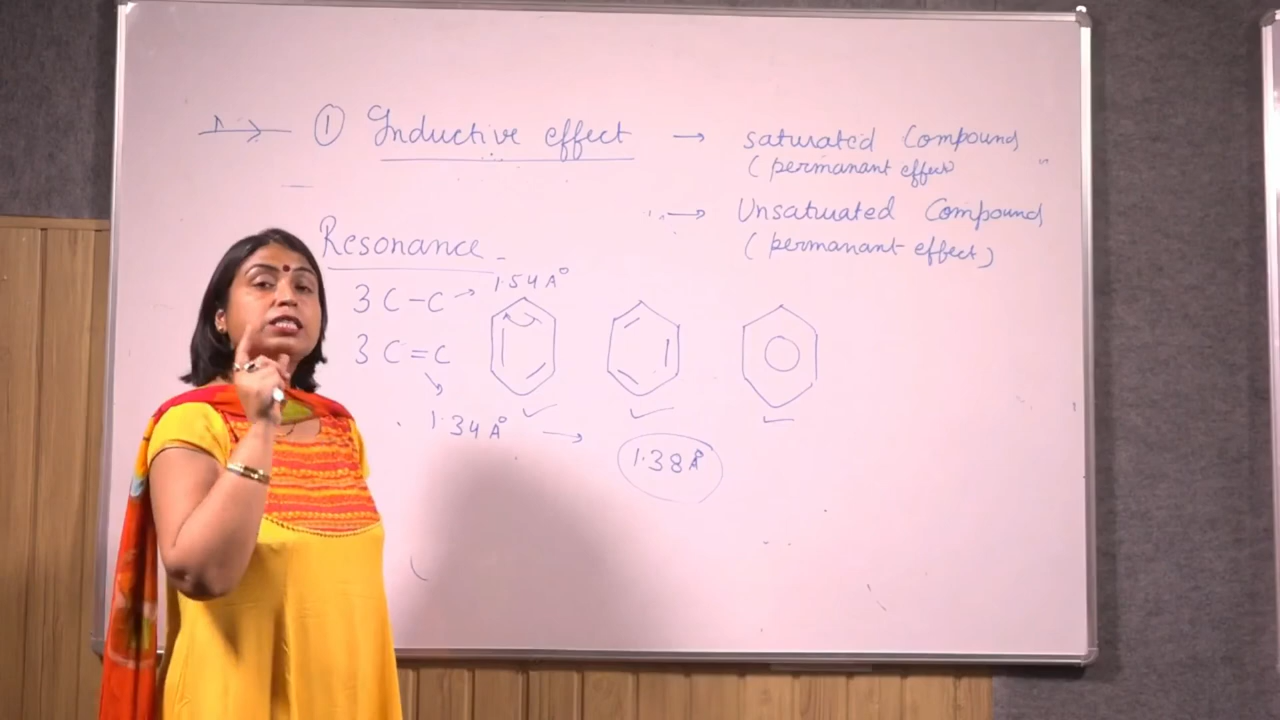 ① Inductive effect → saturated Compound
(permanant effect
→ Unsatuated Compound
(permanant effect)
Resonance
3 C-C → 1.54 A°
3 C=C
1.34 A° → 1.38 A°